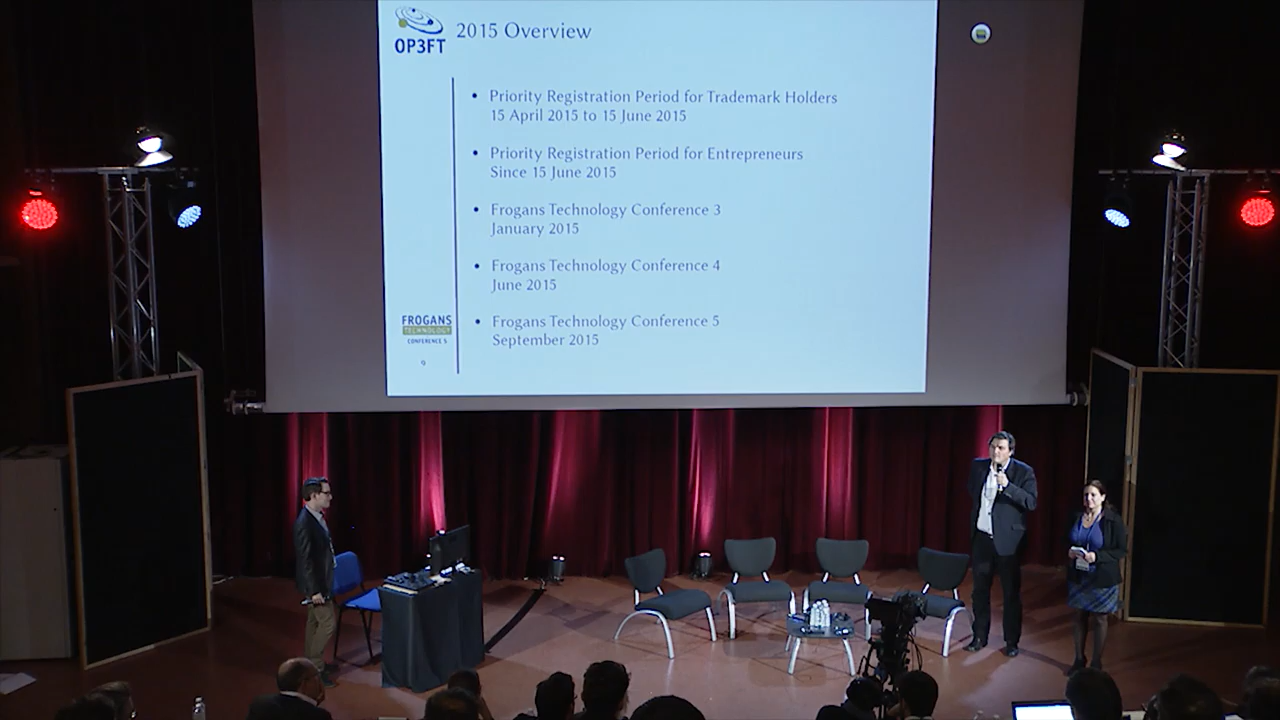 OP3FT
2015 Overview
• Priority Registration Period for Trademark Holders
15 April 2015 to 15 June 2015
• Priority Registration Period for Entrepreneurs
Since 15 June 2015
• Frogans Technology Conference 3
January 2015
• Frogans Technology Conference 4
June 2015
• Frogans Technology Conference 5
September 2015
FROGANS
TECHNOLOGY
CONFERENCE 5
9